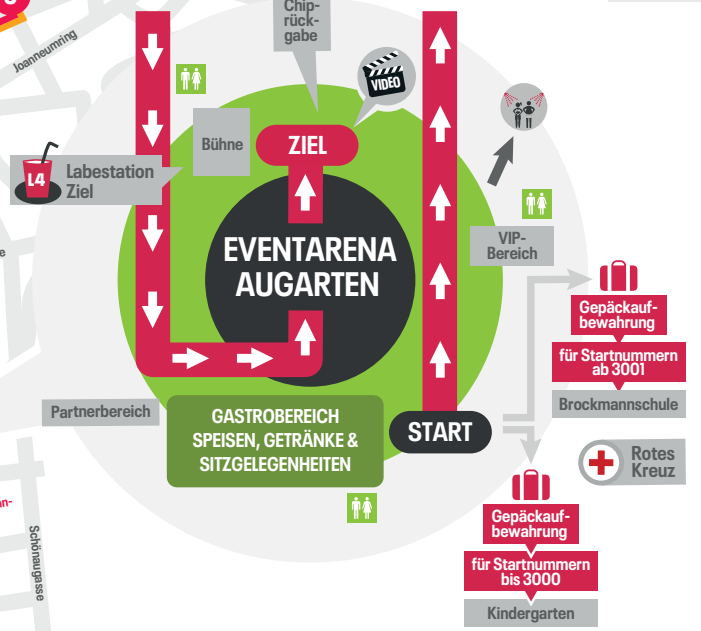 Joanneumring
Chip-
rück-
gabe
VIDEO
Bühne
ZIEL
L4
Labestation
Ziel
EVENTARENA
AUGARTEN
VIP-
Bereich
Gepäckauf-
bewahrung
für Startnummern
ab 3001
Brockmannschule
Partnerbereich
GASTROBEREICH
SPEISEN, GETRÄNKE &
SITZGELEGENHEITEN
START
Rotes
Kreuz
Gepäckauf-
bewahrung
für Startnummern
bis 3000
Kindergarten
Schönaugasse